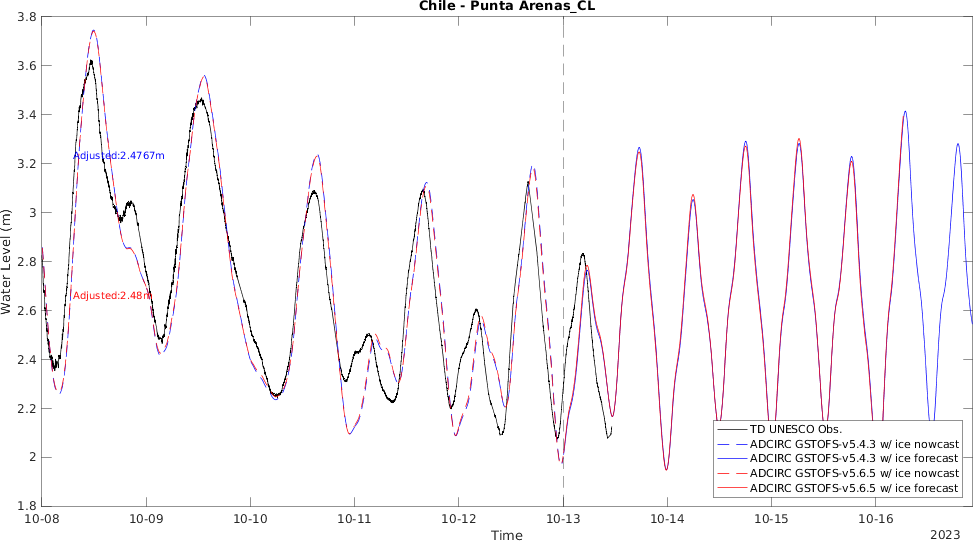 Chile - Punta Arenas_CL
3.8
3.6
3.4
3.2
3
2.8
2.6
2.4
2.2
2
1.8
Water Level (m)
Adjusted:2.4767m
Adjusted:2.48m
TD UNESCO Obs.
ADCIRC GSTOFS-v5.4.3 w/ ice nowcast
ADCIRC GSTOFS-v5.4.3 w/ ice forecast
ADCIRC GSTOFS-v5.6.5 w/ ice nowcast
ADCIRC GSTOFS-v5.6.5 w/ ice forecast
10-08 10-09 10-10 10-11 10-12 10-13 10-14 10-15 10-16
Time
2023